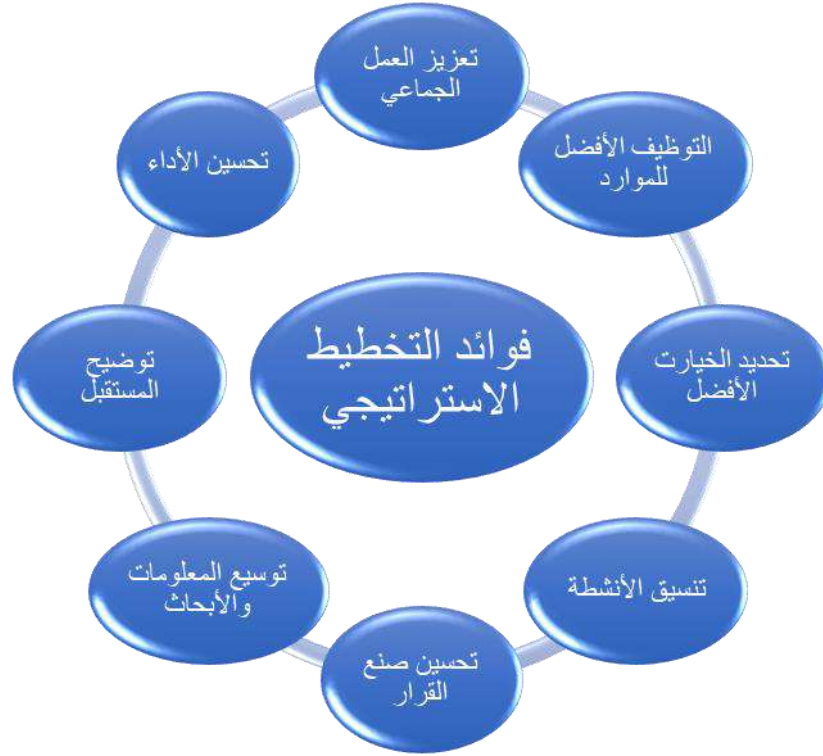 تعزيز العمل
الجماعي
التوظيف الأفضل
للموارد
تحديد الخيارت
الأفضل
تنسيق الأنشطة
تحسين صنع
القرار
توسيع المعلومات
والأبحاث
توضيح
المستقبل
تحسين الأداء
فوائد التخطيط
الاستراتيجي